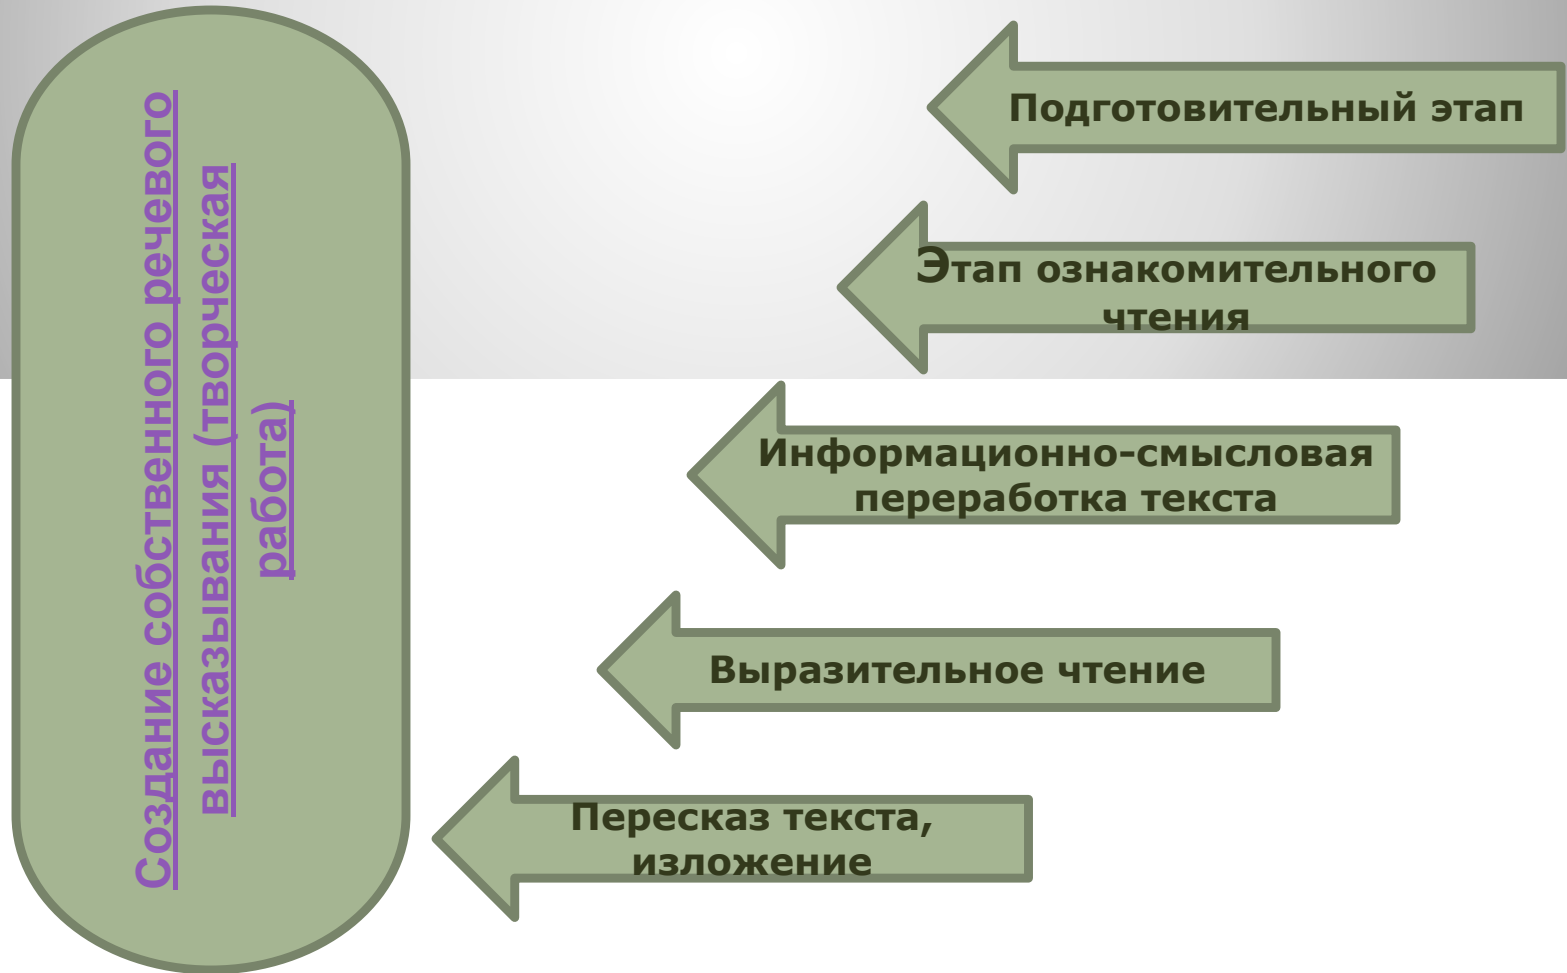 Создание собственного речевого
высказывания (творческая
работа)
Подготовительный этап
Этап ознакомительного
чтения
Информационно-смысловая
переработка текста
Выразительное чтение
Пересказ текста,
изложение